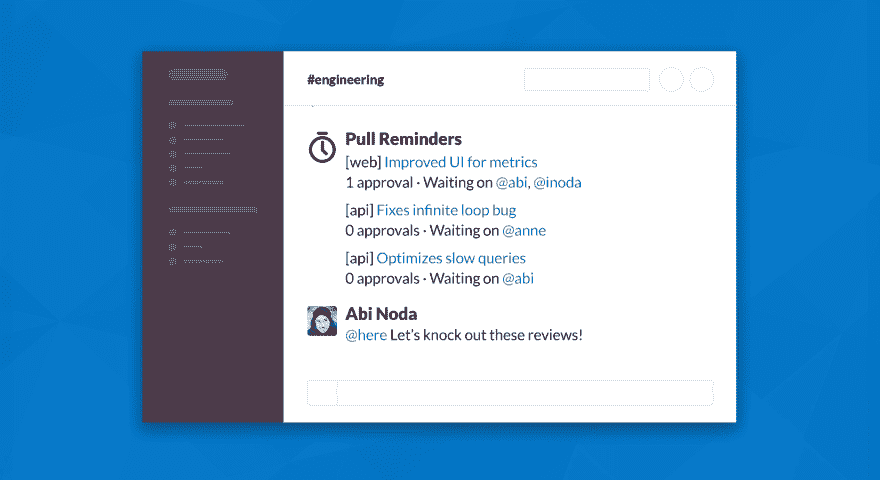 #engineering
Pull Reminders
[web] Improved UI for metrics
1 approval · Waiting on @abi, @inoda
[api] Fixes infinite loop bug
0 approvals · Waiting on @anne
[api] Optimizes slow queries
0 approvals · Waiting on @abi
Abi Noda
@here Let's knock out these reviews!